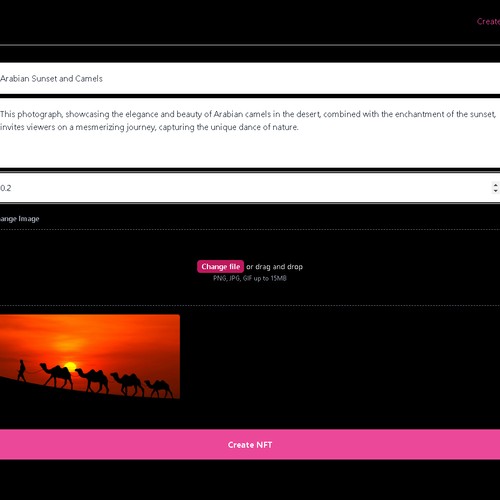 Create
Arabian Sunset and Camels
This photograph, showcasing the elegance and beauty of Arabian camels in the desert, combined with the enchantment of the sunset,
invites viewers on a mesmerizing journey, capturing the unique dance of nature.
0.2
ange Image
Change file or drag and drop
PNG, JPG, GIF up to 15MB
Create NFT